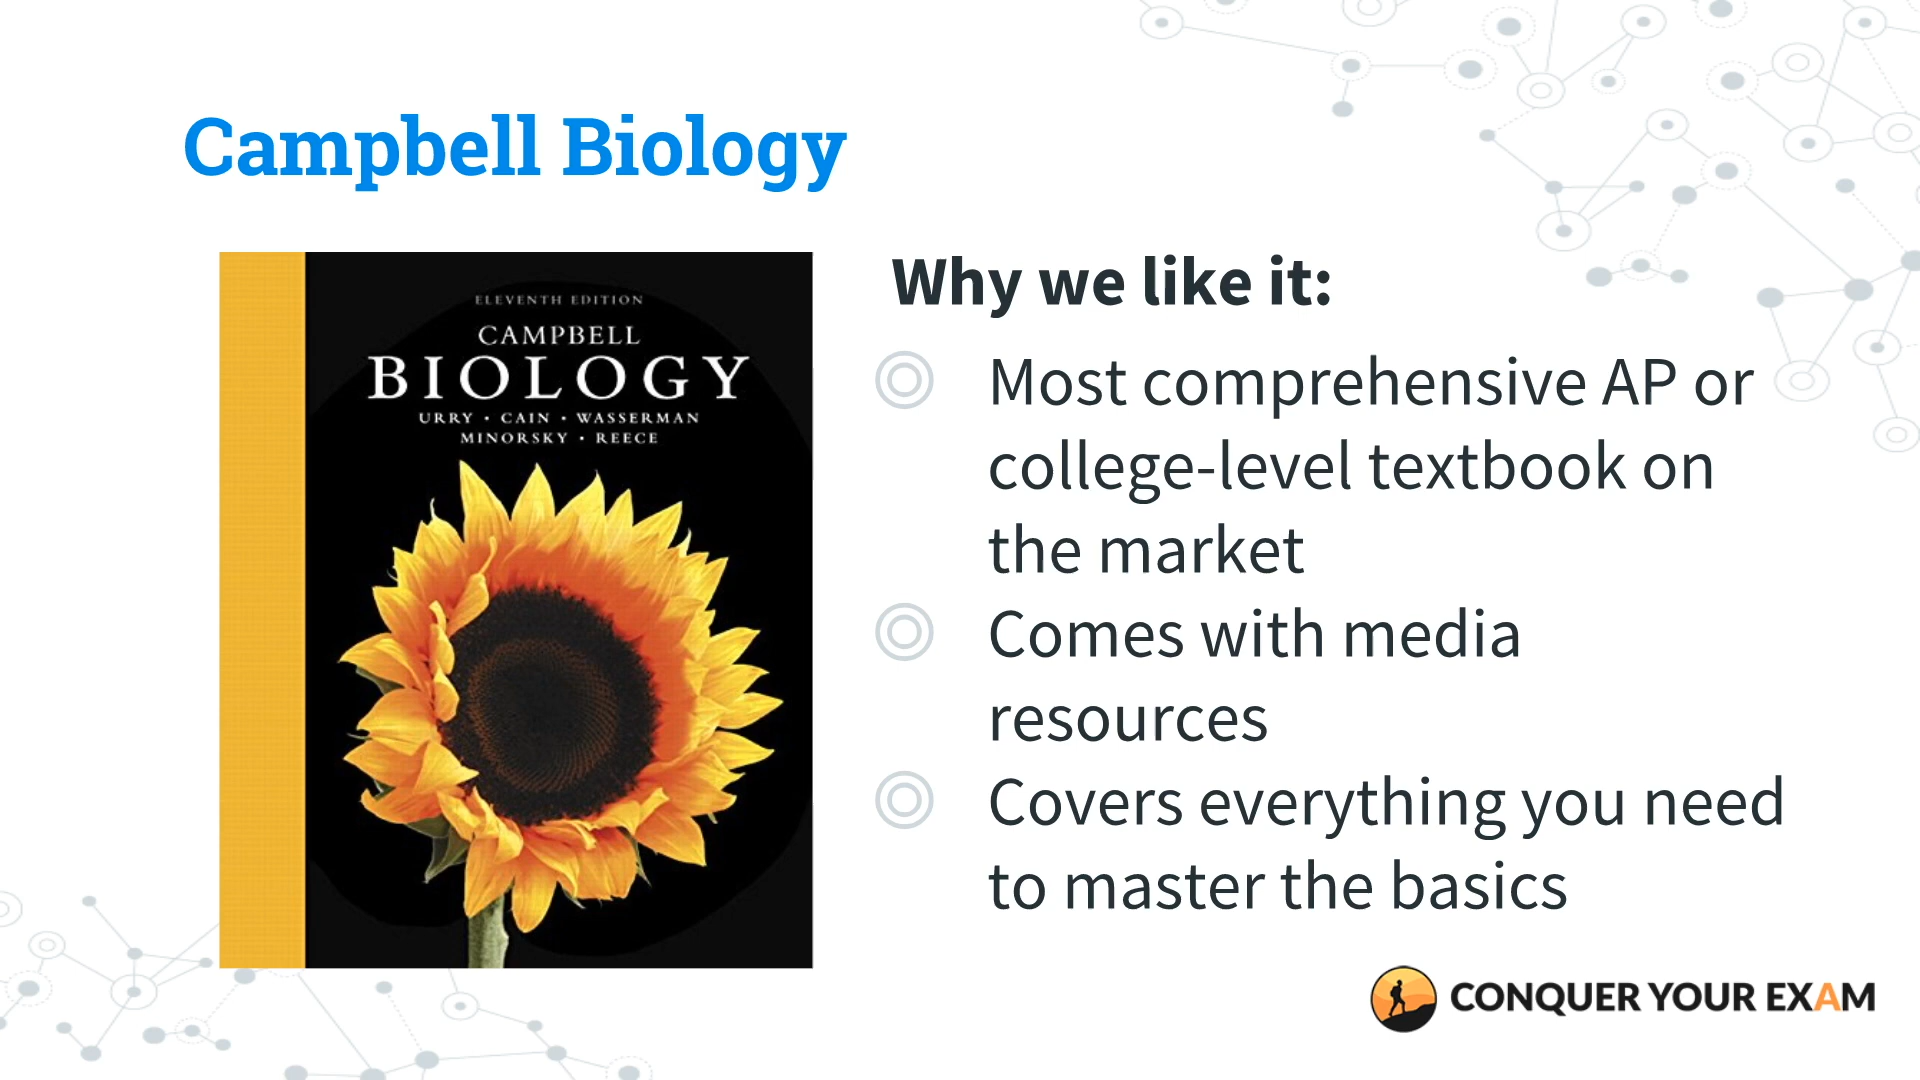 Campbell Biology
ELEVENTH EDITION
CAMPBELL
BIOLOGY
URRY • CAIN • WASSERMAN
MINORSKY • REECE
Why we like it:
Most comprehensive AP or
college-level textbook on
the market
Comes with media
resources
Covers everything you need
to master the basics
CONQUER YOUR EXAM